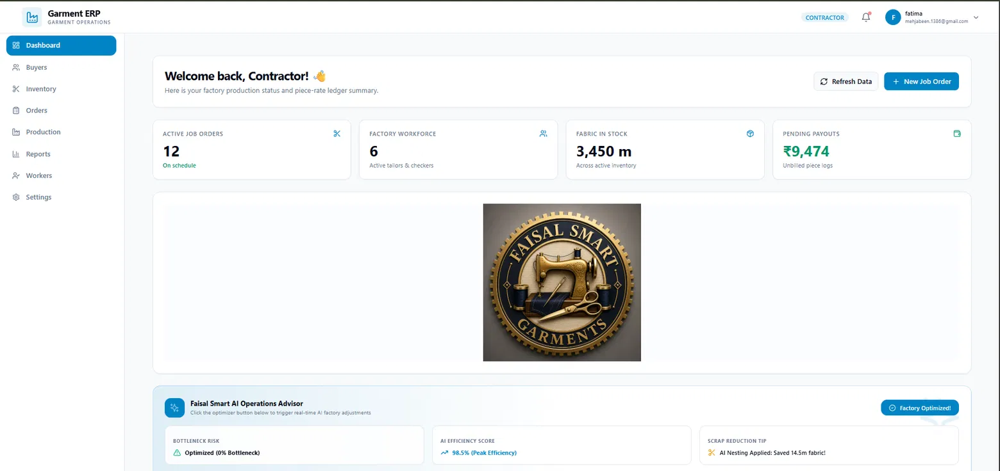 Garment ERP
GARMENT OPERATIONS
CONTRACTOR
F
fatima
mehjabeen.1386@gmail.com
Dashboard
Buyers
Inventory
Orders
Production
Reports
Workers
Settings
Welcome back, Contractor! 👋
Here is your factory production status and piece-rate ledger summary.
Refresh Data
New Job Order
ACTIVE JOB ORDERS
12
On schedule
FACTORY WORKFORCE
6
Active tailors & checkers
FABRIC IN STOCK
3,450 m
Across active inventory
PENDING PAYOUTS
₹9,474
Unbilled piece logs
FAISAL SMART
GARMENTS
Faisal Smart AI Operations Advisor
Click the optimizer button below to trigger real-time AI factory adjustments
Factory Optimized!
BOTTLENECK RISK
Optimized (0% Bottleneck)
AI EFFICIENCY SCORE
98.5% (Peak Efficiency)
SCRAP REDUCTION TIP
AI Nesting Applied: Saved 14.5m fabric!